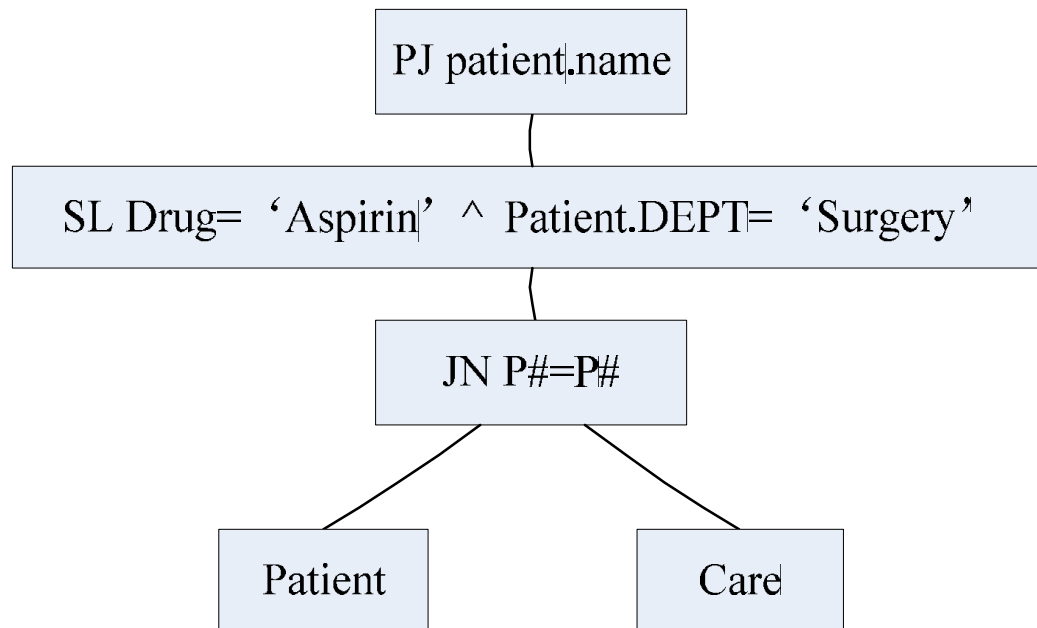 PJ patient.name
SL Drug= ‘Aspirin’ ^ Patient.DEPT= ‘Surgery’
JN P#=P#
Patient
Care